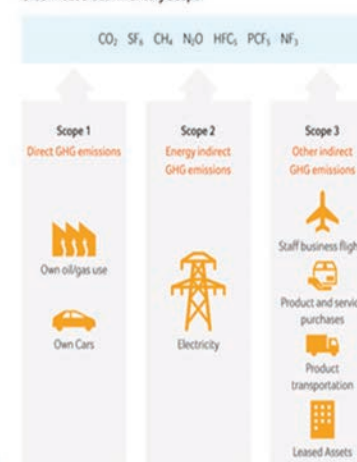 CO₂ SF₆ CH₄ N₂O HFC₅ PCF₅ NF₃
Scope 1
Direct GHG emissions
Own oil/gas use
Own Cars
Scope 2
Energy indirect
GHG emissions
Electricity
Scope 3
Other indirect
GHG emissions
Staff business fligh
Product and servic
purchases
Product
transportation
Leased Assets